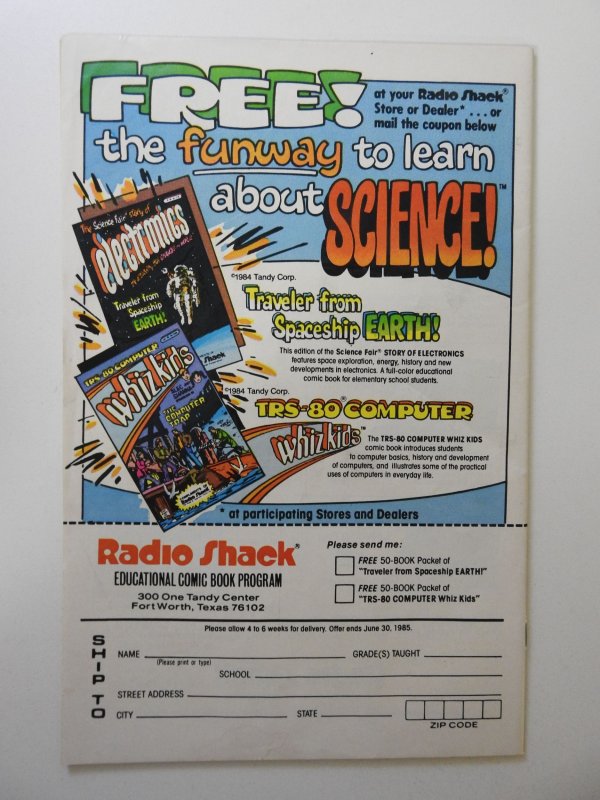 FREE!
at your Radio Shack®
Store or Dealer* . . . or
mail the coupon below
the funway to learn
about SCIENCE!™
The Science Fair® Story of
electronics
Traveler from
Spaceship
EARTH!
©1984 Tandy Corp.
Traveler from
Spaceship EARTH!
This edition of the Science Fair® STORY OF ELECTRONICS
features space exploration, energy, history and new
developments in electronics. A full-color educational
comic book for elementary school students.
TRS-80 COMPUTER
Whiz Kids
Shack
THE COMPUTER TRAP
©1984 Tandy Corp.
TRS-80® COMPUTER
Whiz Kids™
The TRS-80 COMPUTER WHIZ KIDS
comic book introduces students
to computer basics, history and development
of computers, and illustrates some of the practical
uses of computers in everyday life.
* at participating Stores and Dealers
Radio Shack®
EDUCATIONAL COMIC BOOK PROGRAM
300 One Tandy Center
Fort Worth, Texas 76102
Please send me:
FREE 50-BOOK Packet of
"Traveler from Spaceship EARTH!"
FREE 50-BOOK Packet of
"TRS-80 COMPUTER Whiz Kids"
Please allow 4 to 6 weeks for delivery. Offer ends June 30, 1985.
SHIP TO
NAME GRADE(S) TAUGHT
(Please print or type)
SCHOOL
STREET ADDRESS
CITY STATE
ZIP CODE